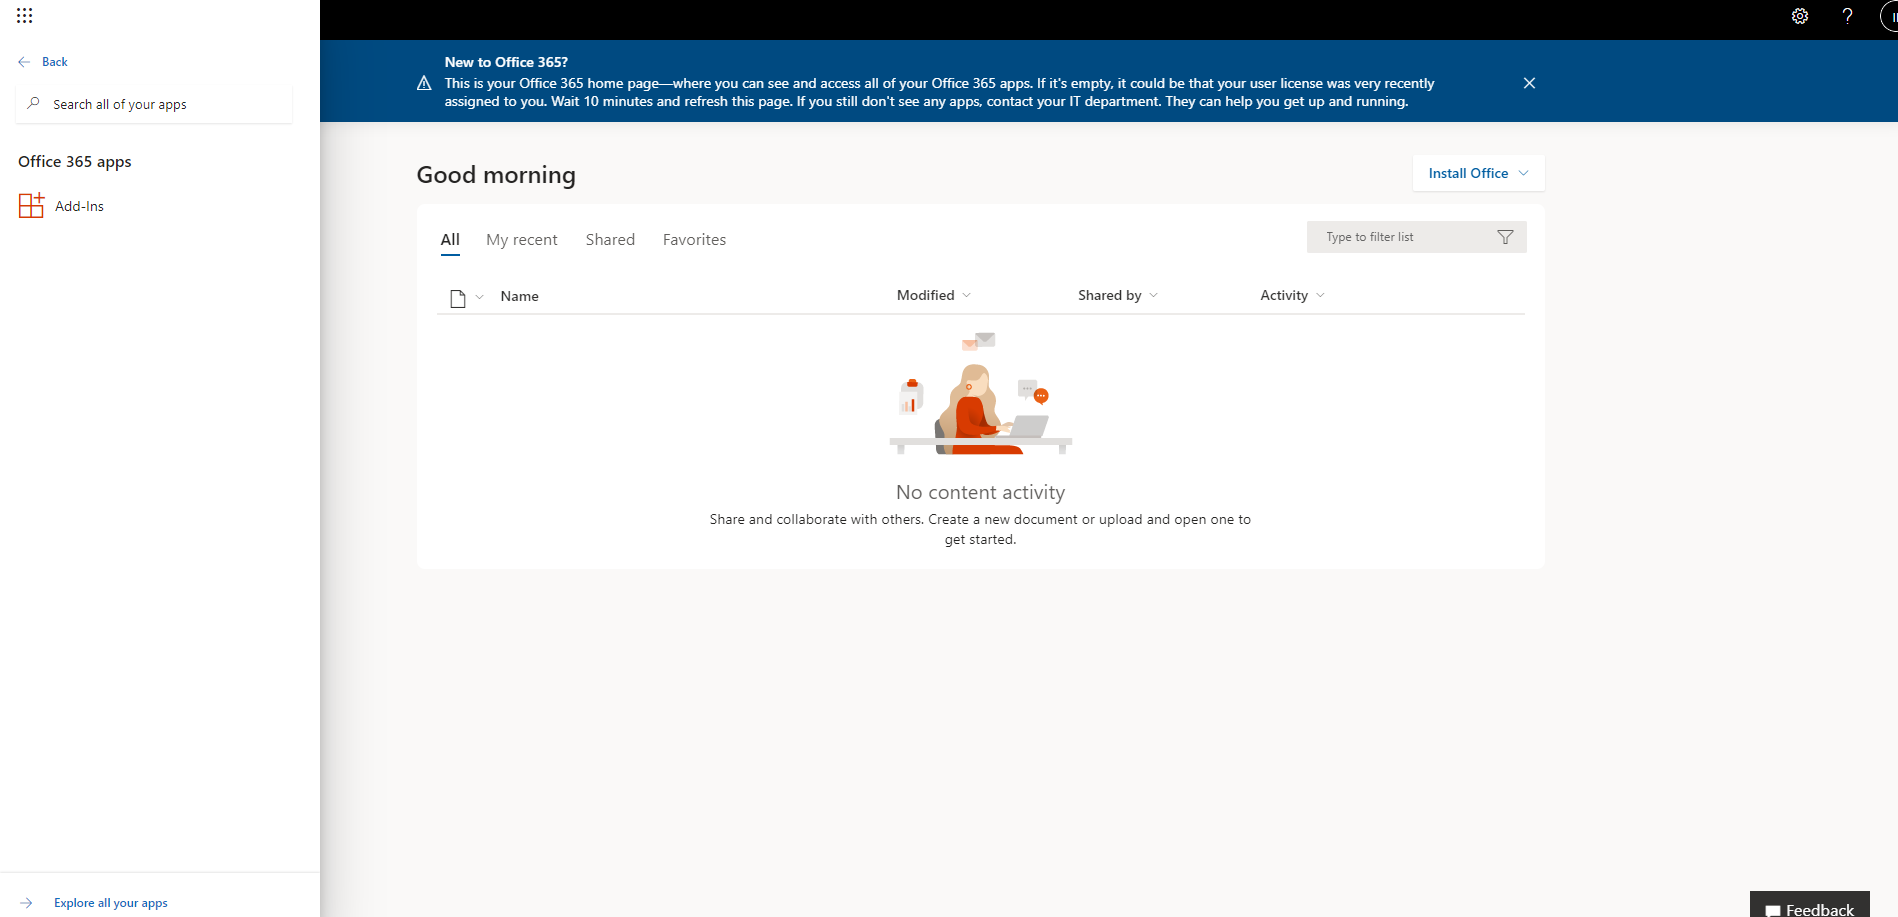 Back
Search all of your apps
Office 365 apps
Add-Ins
Explore all your apps
New to Office 365?
This is your Office 365 home page—where you can see and access all of your Office 365 apps. If it's empty, it could be that your user license was very recently
assigned to you. Wait 10 minutes and refresh this page. If you still don't see any apps, contact your IT department. They can help you get up and running.
Good morning
Install Office
All My recent Shared Favorites
Type to filter list
Name Modified Shared by Activity
No content activity
Share and collaborate with others. Create a new document or upload and open one to
get started.
Feedback